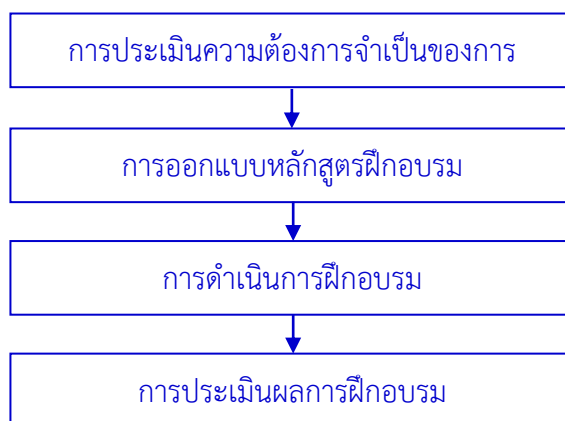 การประเมินความต้องการจำเป็นของการ
การออกแบบหลักสูตรฝึกอบรม
การดำเนินการฝึกอบรม
การประเมินผลการฝึกอบรม